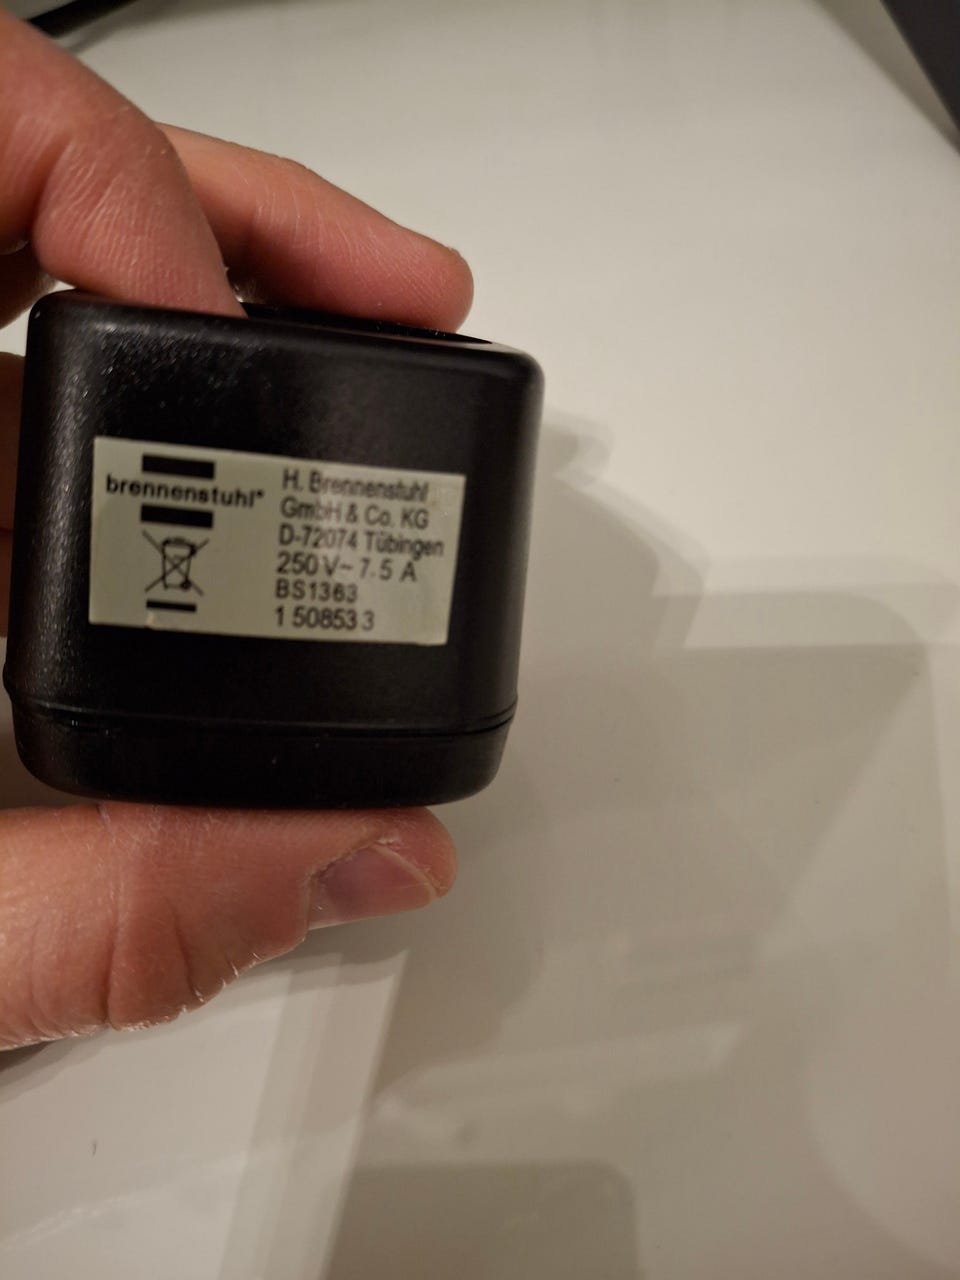 brennenstuhl®
H. Brennenstuhl
GmbH & Co. KG
D-72074 Tübingen
250 V~ 7.5 A
BS1363
1 50853 3